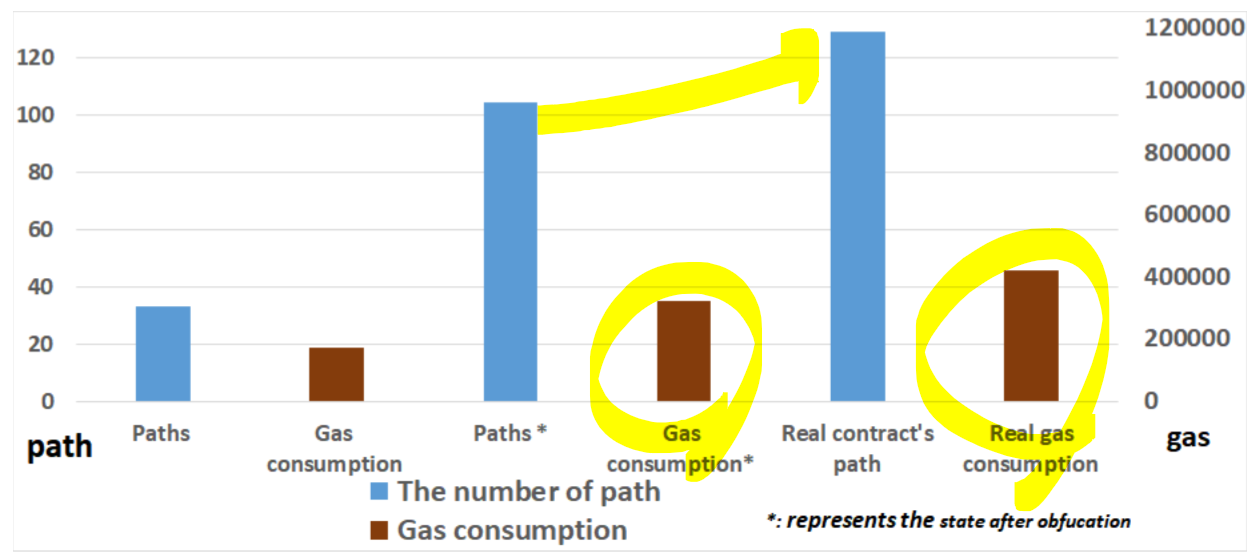 120
100
80
60
40
20
0
1200000
1000000
800000
600000
400000
200000
0
path
gas
Paths
Gas
consumption
Paths *
Gas
consumption*
Real contract's
path
Real gas
consumption
The number of path
Gas consumption
*: represents the state after obfucation